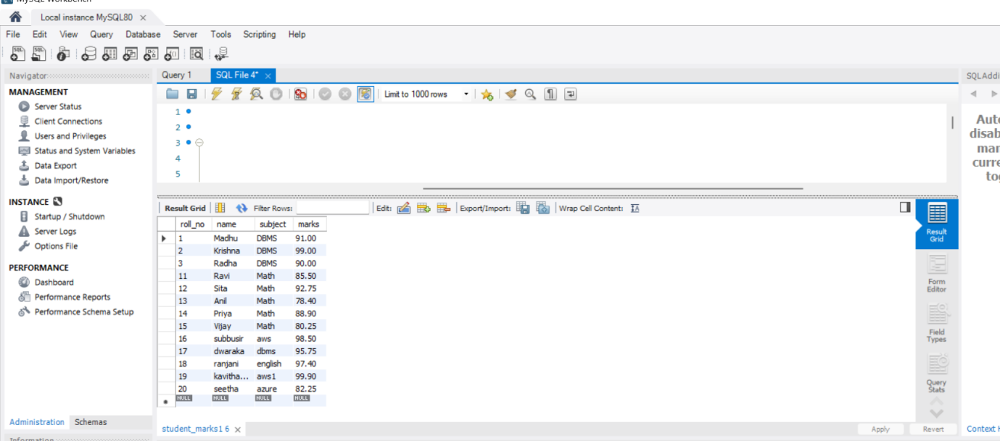 MySQL Workbench
Local instance MySQL80
File Edit View Query Database Server Tools Scripting Help
Navigator
MANAGEMENT
Server Status
Client Connections
Users and Privileges
Status and System Variables
Data Export
Data Import/Restore
INSTANCE
Startup / Shutdown
Server Logs
Options File
PERFORMANCE
Dashboard
Performance Reports
Performance Schema Setup
Administration Schemas
Information
Query 1 SQL File 4*
Limit to 1000 rows
1
2
3
4
5
Result Grid Filter Rows: Edit: Export/Import: Wrap Cell Content:
roll_no name subject marks
1 Madhu DBMS 91.00
2 Krishna DBMS 99.00
3 Radha DBMS 90.00
11 Ravi Math 85.50
12 Sita Math 92.75
13 Anil Math 78.40
14 Priya Math 88.90
15 Vijay Math 80.25
16 subbusir aws 98.50
17 dwaraka dbms 95.75
18 ranjani english 97.40
19 kavitha... aws1 99.90
20 seetha azure 82.25
NULL NULL NULL NULL
student_marks1 6
Apply Revert
Result
Grid
Form
Editor
Field
Types
Query
Stats
SQLAddi
Aut
disab
mar
curre
to
Context